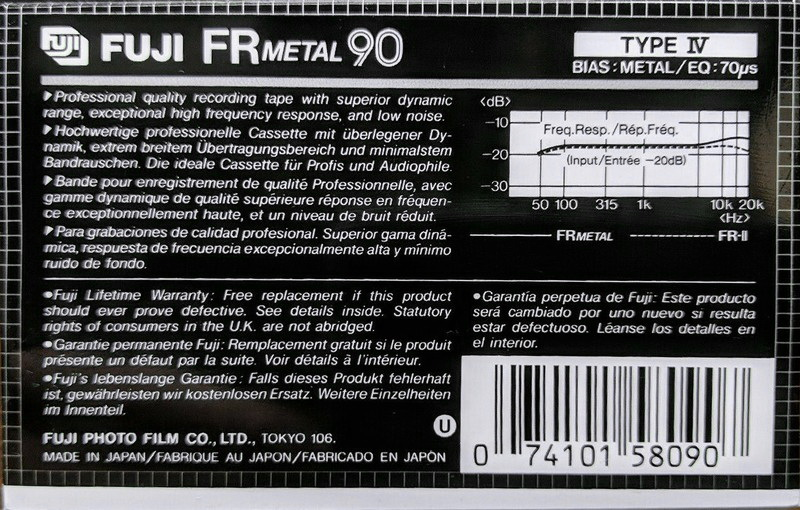 FUJI FUJI FR METAL 90
TYPE IV
BIAS: METAL/EQ: 70μs
Professional quality recording tape with superior dynamic
range, exceptional high frequency response, and low noise.
Hochwertige professionelle Cassette mit überlegener Dy-
namik, extrem breitem Übertragungsbereich und minimalstem
Bandrauschen. Die ideale Cassette für Profis und Audiophile.
Bande pour enregistrement de qualité Professionnelle, avec
gamme dynamique de qualité supérieure réponse en fréquen-
ce exceptionnellement haute, et un niveau de bruit réduit.
Para grabaciones de calidad profesional. Superior gama diná-
mica, respuesta de frecuencia excepcionalmente alta y mínimo
ruido de fondo.
<dB>
-10
Freq.Resp./Rép.Fréq.
-20
(Input/Entrée -20dB)
-30
50 100 315 1k 10k 20k
<Hz>
FR METAL FR-II
•Fuji Lifetime Warranty: Free replacement if this product
should ever prove defective. See details inside. Statutory
rights of consumers in the U.K. are not abridged.
•Garantie permanente Fuji: Remplacement gratuit si le produit
présente un défaut par la suite. Voir détails à l'intérieur.
•Fuji's lebenslange Garantie: Falls dieses Produkt fehlerhaft
ist, gewährleisten wir kostenlosen Ersatz. Weitere Einzelheiten
im Innenteil.
•Garantía perpetua de Fuji: Este producto
será cambiado por uno nuevo si resulta
estar defectuoso. Léanse los detalles en
el interior.
FUJI PHOTO FILM CO., LTD., TOKYO 106.
MADE IN JAPAN/FABRIQUE AU JAPON/FABRICADO EN JAPÓN
U
0 74101 58090